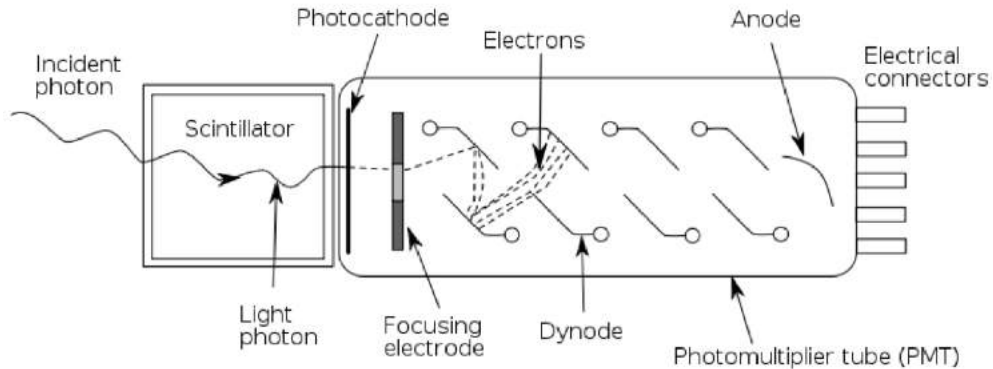 Photocathode
Electrons
Anode
Incident
photon
Electrical
connectors
Scintillator
Light
photon
Focusing
electrode
Dynode
Photomultiplier tube (PMT)